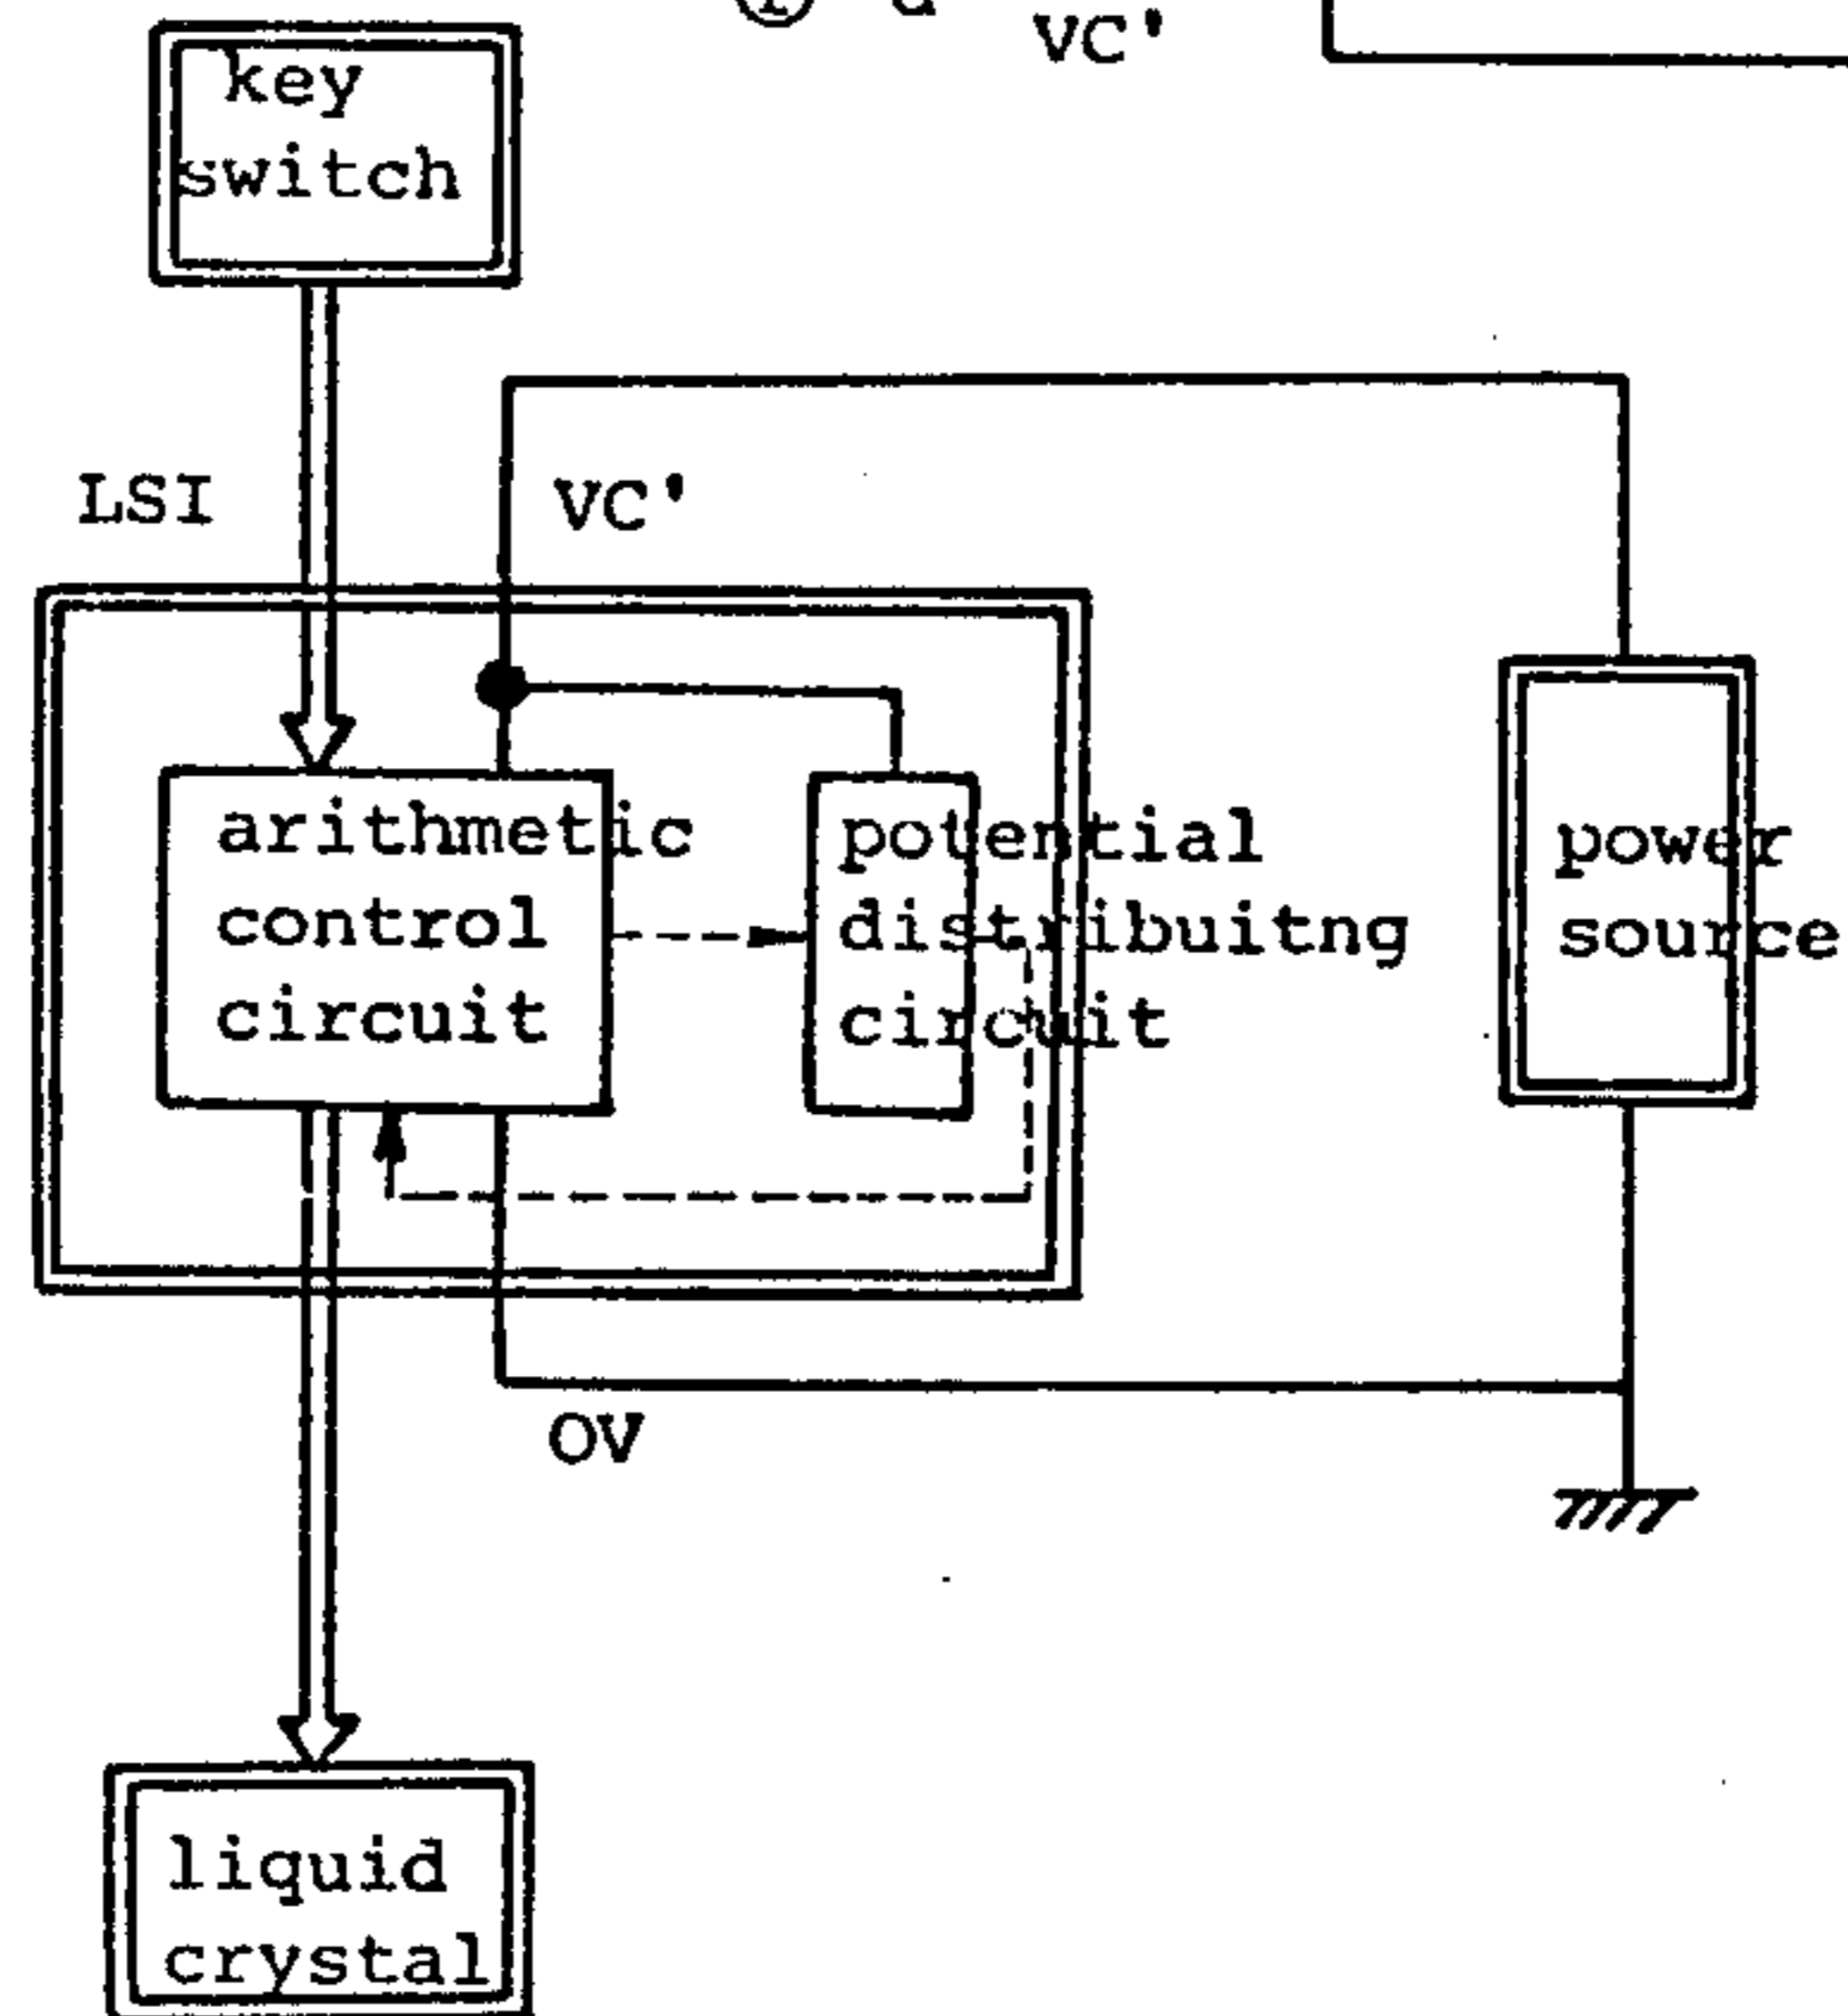 VC'
key
switch
LSI
VC'
arithmetic
control
circuit
potential
distribuitng
circuit
power
source
OV
liquid
crystal